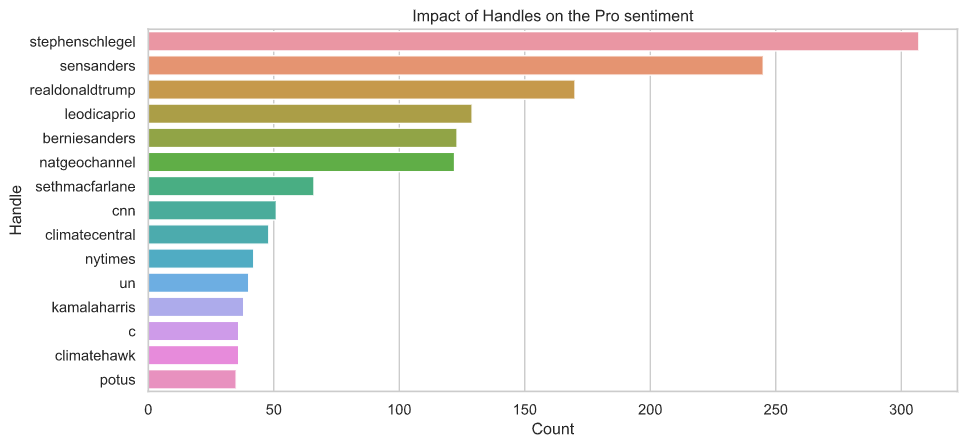 Impact of Handles on the Pro sentiment
Handle
stephenschlegel
sensanders
realdonaldtrump
leodicaprio
berniesanders
natgeochannel
sethmacfarlane
cnn
climatecentral
nytimes
un
kamalaharris
c
climatehawk
potus
0 50 100 150 200 250 300
Count